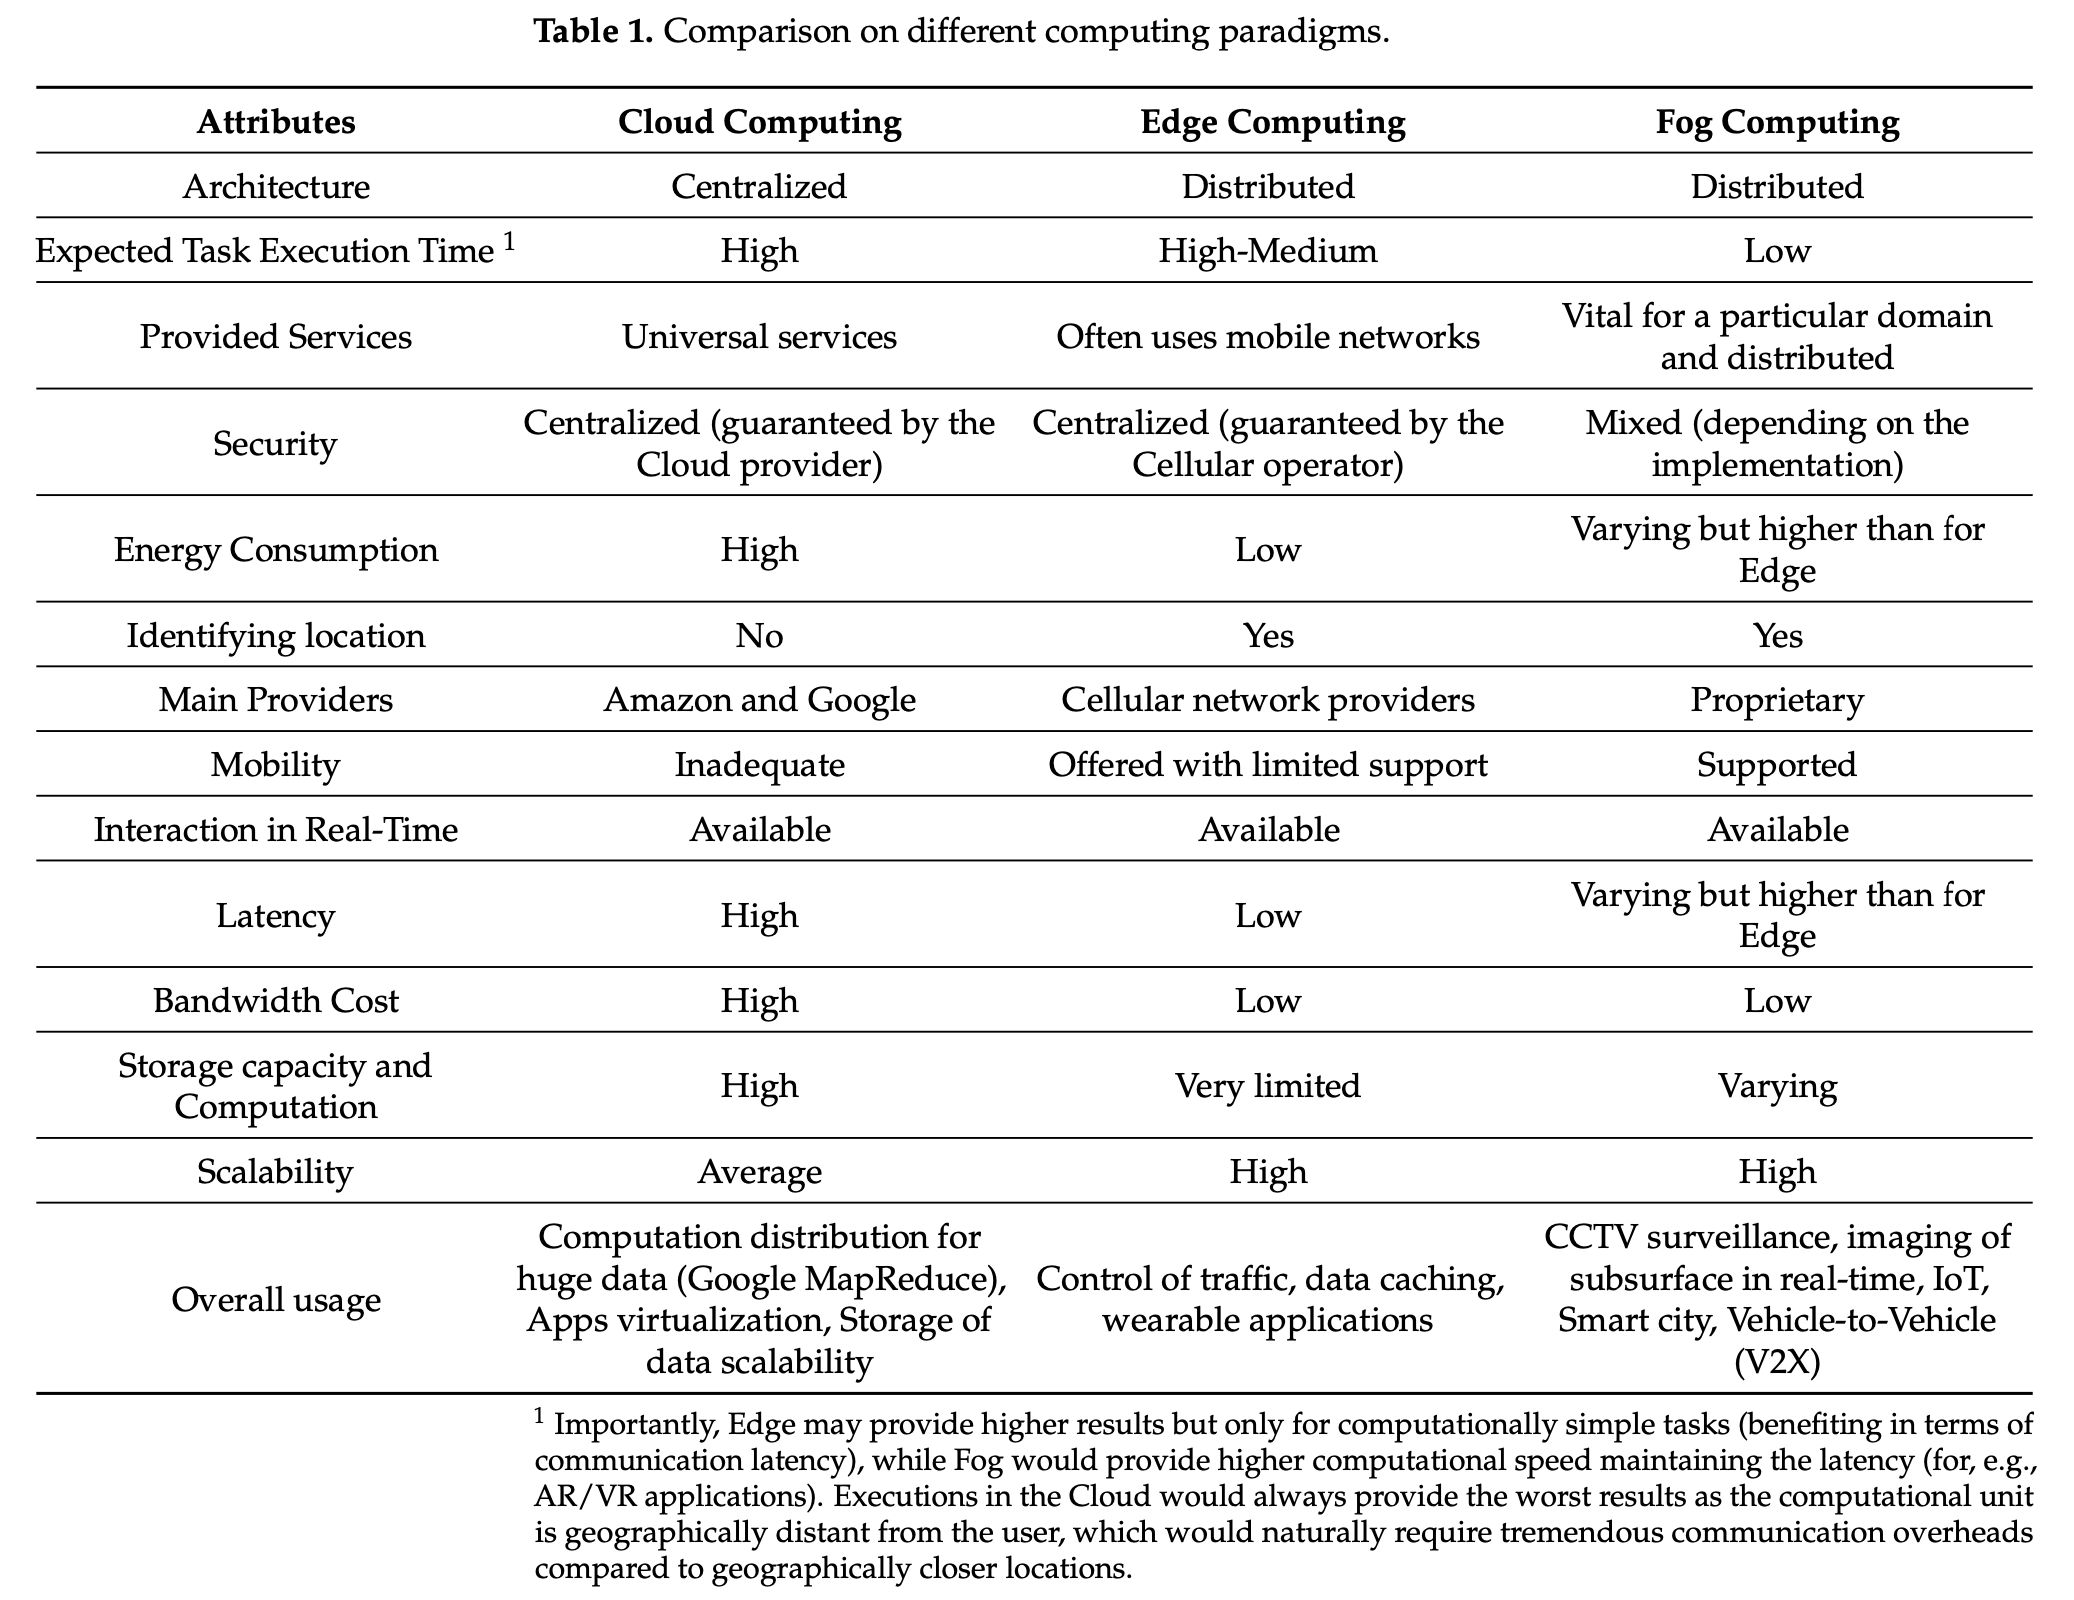 Table 1. Comparison on different computing paradigms.
Attributes Cloud Computing Edge Computing Fog Computing
Architecture Centralized Distributed Distributed
Expected Task Execution Time 1 High High-Medium Low
Provided Services Universal services Often uses mobile networks Vital for a particular domain
and distributed
Security Centralized (guaranteed by the
Cloud provider) Centralized (guaranteed by the
Cellular operator) Mixed (depending on the
implementation)
Energy Consumption High Low Varying but higher than for
Edge
Identifying location No Yes Yes
Main Providers Amazon and Google Cellular network providers Proprietary
Mobility Inadequate Offered with limited support Supported
Interaction in Real-Time Available Available Available
Latency High Low Varying but higher than for
Edge
Bandwidth Cost High Low Low
Storage capacity and
Computation High Very limited Varying
Scalability Average High High
Overall usage Computation distribution for
huge data (Google MapReduce),
Apps virtualization, Storage of
data scalability Control of traffic, data caching,
wearable applications CCTV surveillance, imaging of
subsurface in real-time, IoT,
Smart city, Vehicle-to-Vehicle
(V2X)
1 Importantly, Edge may provide higher results but only for computationally simple tasks (benefiting in terms of
communication latency), while Fog would provide higher computational speed maintaining the latency (for, e.g.,
AR/VR applications). Executions in the Cloud would always provide the worst results as the computational unit
is geographically distant from the user, which would naturally require tremendous communication overheads
compared to geographically closer locations.